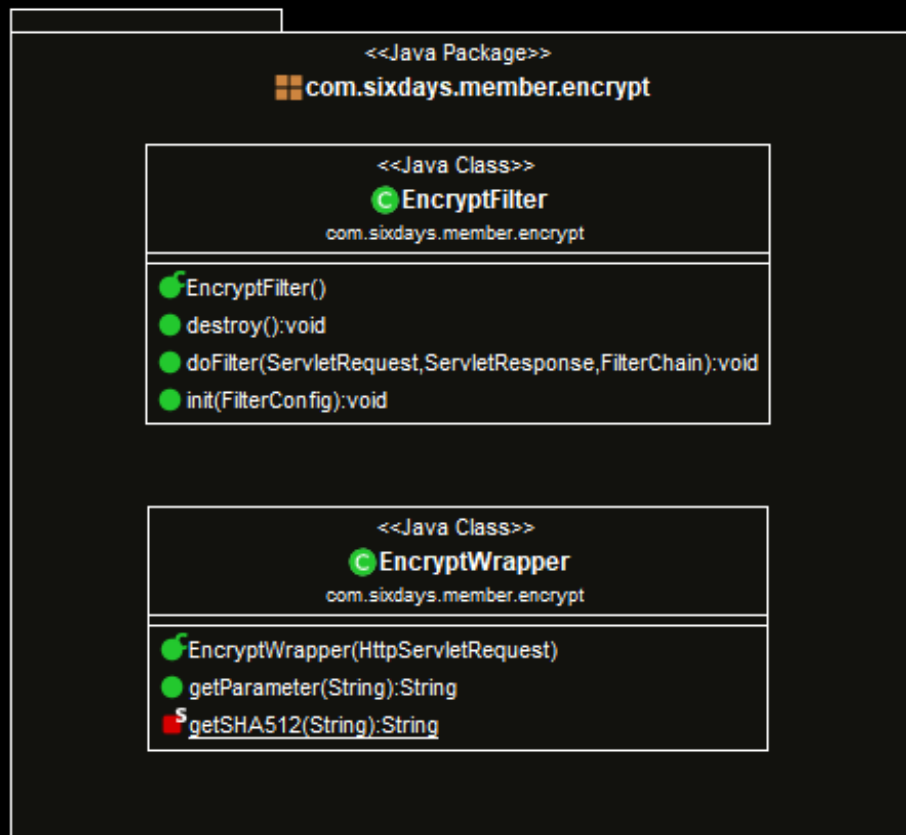 <<Java Package>>
com.sixdays.member.encrypt
<<Java Class>>
EncryptFilter
com.sixdays.member.encrypt
EncryptFilter()
destroy():void
doFilter(ServletRequest,ServletResponse,FilterChain):void
init(FilterConfig):void
<<Java Class>>
EncryptWrapper
com.sixdays.member.encrypt
EncryptWrapper(HttpServletRequest)
getParameter(String):String
getSHA512(String):String